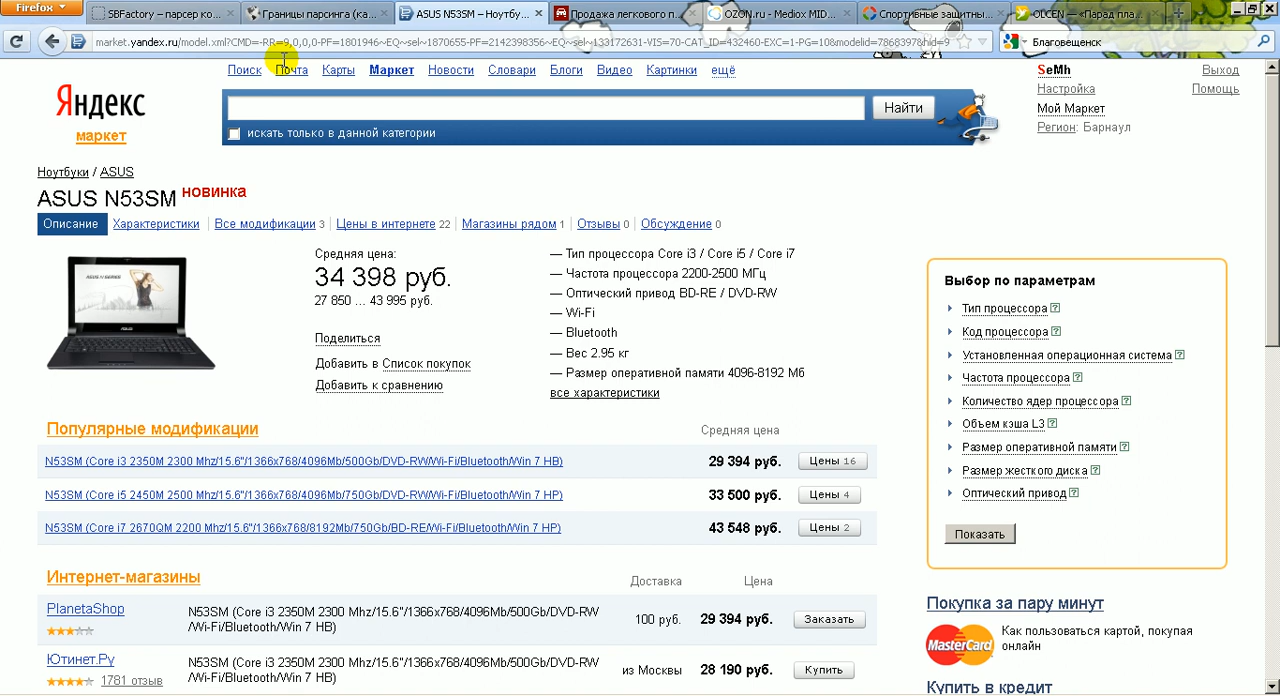 Firefox
SBFactory – парсер ко...
Границы рейтинга (за...
ASUS N53SM – Ноутбу...
Продажа легкового п...
OZON.ru - Mediox MID...
Спортивные защитны...
OLCEN — «Парад пла...
Благовещенск
Поиск Почта Карты Маркет Новости Словари Блоги Видео Картинки ещё
SeMh Выход
Настройка Помощь
Мой Маркет
Регион: Барнаул
Яндекс
маркет
Найти
искать только в данной категории
Ноутбуки / ASUS
ASUS N53SM новинка
Описание Характеристики Все модификации 3 Цены в интернете 22 Магазины рядом 1 Отзывы 0 Обсуждение 0
Средняя цена:
34 398 руб.
27 850 ... 43 995 руб.
Поделиться
Добавить в Список покупок
Добавить к сравнению
— Тип процессора Core i3 / Core i5 / Core i7
— Частота процессора 2200-2500 МГц
— Оптический привод BD-RE / DVD-RW
— Wi-Fi
— Bluetooth
— Вес 2.95 кг
— Размер оперативной памяти 4096-8192 Мб
все характеристики
Выбор по параметрам
Тип процессора ?
Код процессора ?
Установленная операционная система ?
Частота процессора ?
Количество ядер процессора ?
Объем кэша L3 ?
Размер оперативной памяти ?
Размер жесткого диска ?
Оптический привод ?
Показать
Популярные модификации Средняя цена
N53SM (Core i3 2350M 2300 Mhz/15.6"/1366x768/4096Mb/500Gb/DVD-RW/Wi-Fi/Bluetooth/Win 7 HB) 29 394 руб. Цены 16
N53SM (Core i5 2450M 2500 Mhz/15.6"/1366x768/4096Mb/750Gb/DVD-RW/Wi-Fi/Bluetooth/Win 7 HP) 33 500 руб. Цены 4
N53SM (Core i7 2670QM 2200 Mhz/15.6"/1366x768/8192Mb/750Gb/BD-RE/Wi-Fi/Bluetooth/Win 7 HP) 43 548 руб. Цены 2
Интернет-магазины Доставка Цена
PlanetaShop N53SM (Core i3 2350M 2300 Mhz/15.6"/1366x768/4096Mb/500Gb/DVD-RW 100 руб. 29 394 руб. Заказать
/Wi-Fi/Bluetooth/Win 7 HB)
Ютинет.Ру N53SM (Core i3 2350M 2300 Mhz/15.6"/1366x768/4096Mb/500Gb/DVD-RW из Москвы 28 190 руб. Купить
1781 отзыв /Wi-Fi/Bluetooth/Win 7 HB)
Покупка за пару минут
MasterCard
Как пользоваться картой, покупая
онлайн
Купить в кредит